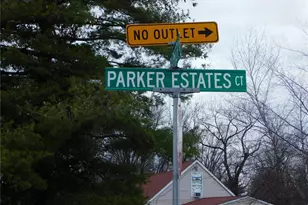 NO OUTLET →
PARKER ESTATES CT